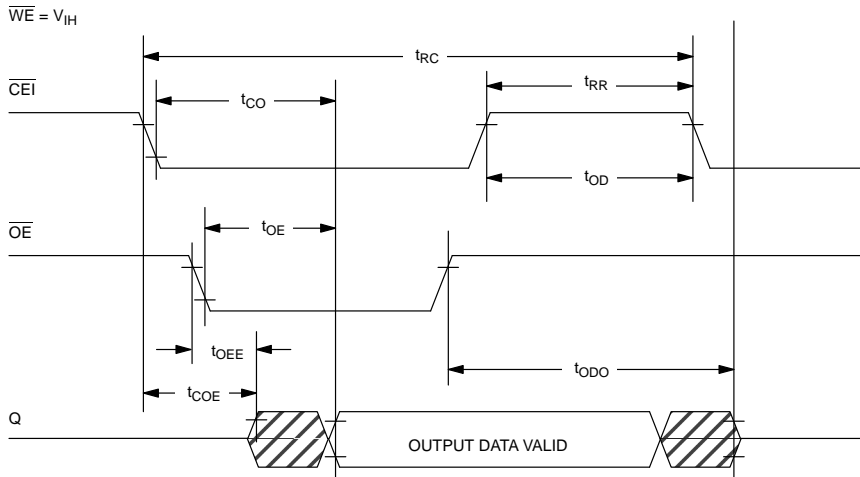 WE = VIH
tRC
CEI
tCO
tRR
tOD
OE
tOE
tOEE
tODO
tCOE
Q
OUTPUT DATA VALID